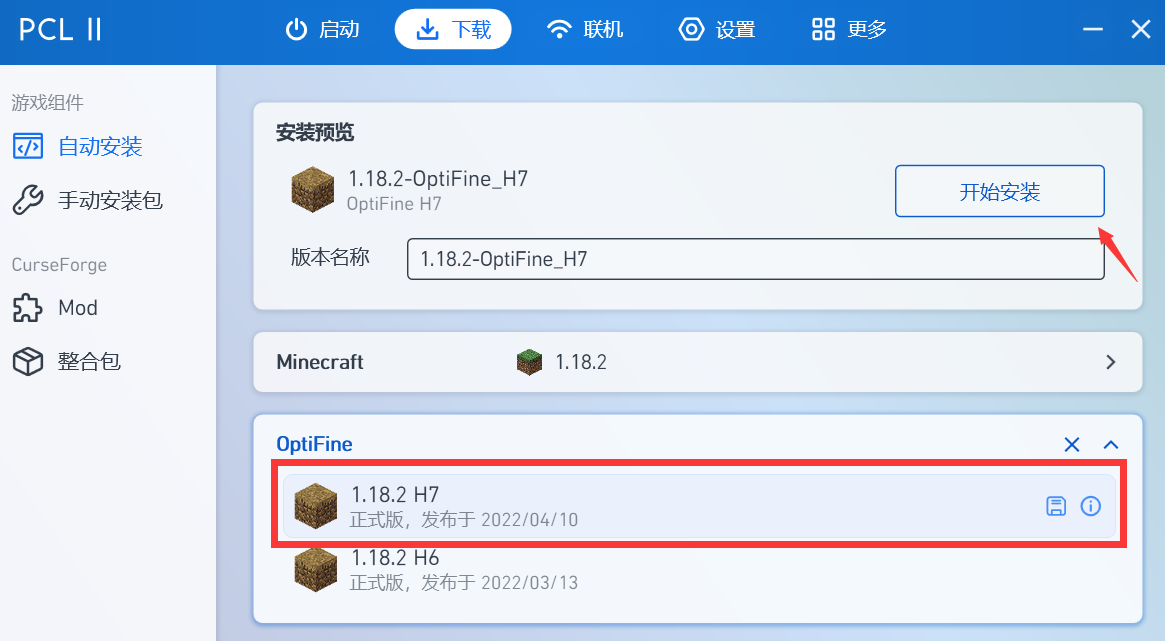 PCL II
启动
下载
联机
设置
更多
游戏组件
自动安装
手动安装包
CurseForge
Mod
整合包
安装预览
1.18.2-OptiFine_H7
OptiFine H7
开始安装
版本名称
1.18.2-OptiFine_H7
Minecraft
1.18.2
OptiFine
1.18.2 H7
正式版，发布于 2022/04/10
1.18.2 H6
正式版，发布于 2022/03/13